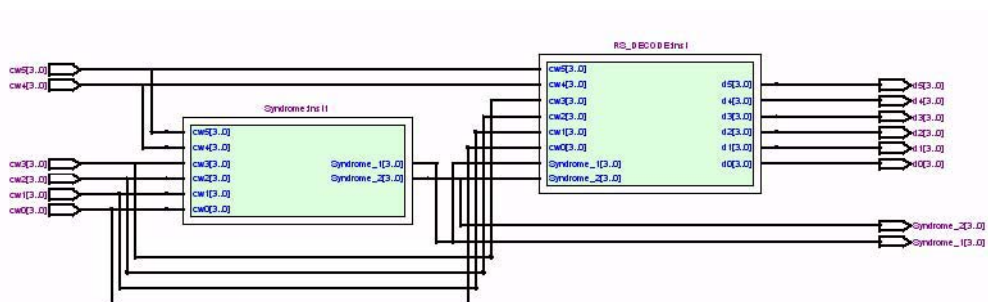 RS_DECODE:inst
cw5[3..0]
cw4[3..0]
Syndrome:inst1
cw5[3..0]
cw4[3..0]
cw3[3..0]
cw2[3..0]
cw1[3..0]
cw0[3..0]
Syndrome_1[3..0]
Syndrome_2[3..0]
cw3[3..0]
cw2[3..0]
cw1[3..0]
cw0[3..0]
cw5[3..0]
cw4[3..0]
cw3[3..0]
cw2[3..0]
cw1[3..0]
cw0[3..0]
Syndrome_1[3..0]
Syndrome_2[3..0]
d5[3..0]
d4[3..0]
d3[3..0]
d2[3..0]
d1[3..0]
d0[3..0]
d5[3..0]
d4[3..0]
d3[3..0]
d2[3..0]
d1[3..0]
d0[3..0]
Syndrome_2[3..0]
Syndrome_1[3..0]